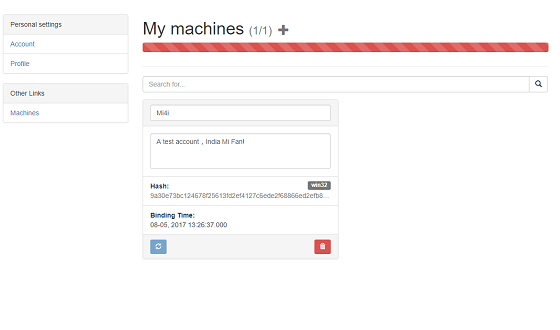 Personal settings
Account
Profile
Other Links
Machines
My machines (1/1)
Search for...
Mi4i
A test account , India Mi Fan!
Hash:
win32
9a30e73bc124678f25613fd2ef4127c6ede2f68866ed2efb8...
Binding Time:
08-05, 2017 13:26:37.000